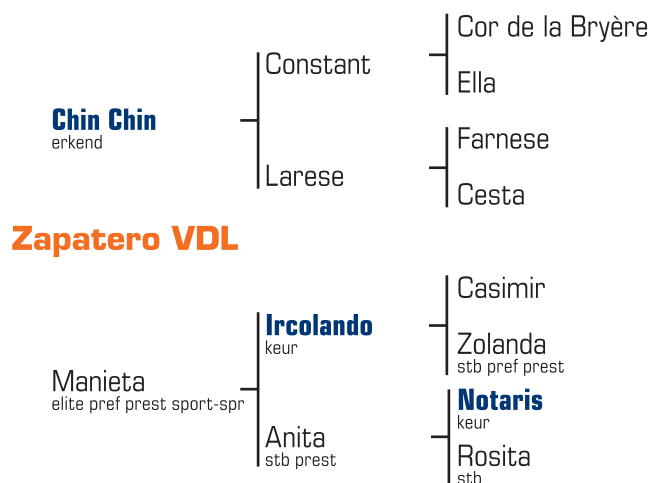 Cor de la Bryère
Constant
Ella
Chin Chin
erkend
Farnese
Larese
Cesta
Zapatero VDL
Casimir
Ircolando
keur
Zolanda
stb pref prest
Manieta
elite pref prest sport-spr
Notaris
keur
Anita
stb prest
Rosita
stb